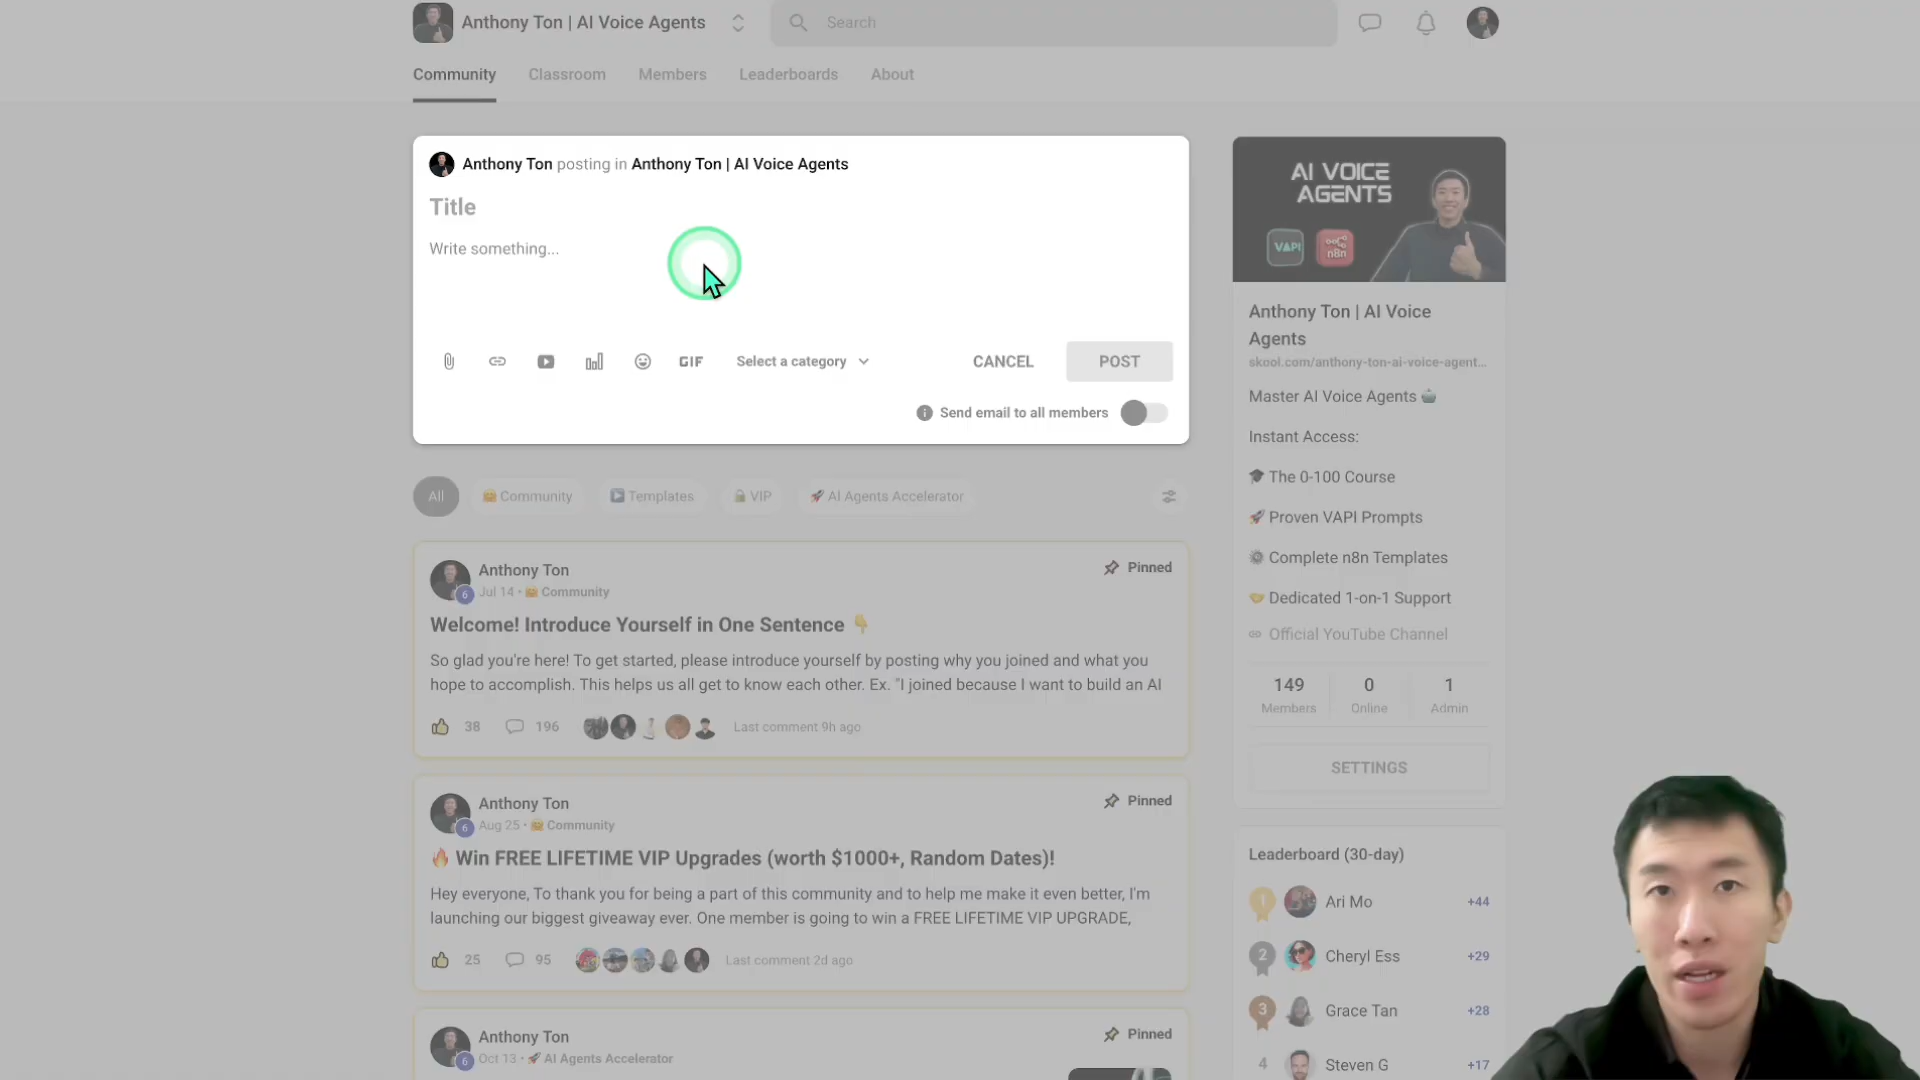 Anthony Ton | AI Voice Agents
Search
Community
Classroom
Members
Leaderboards
About
Anthony Ton posting in Anthony Ton | AI Voice Agents
Title
Write something...
GIF
Select a category
CANCEL
POST
Send email to all members
All
Community
Templates
VIP
AI Agents Accelerator
Anthony Ton
6
Jul 14 • Community
Pinned
Welcome! Introduce Yourself in One Sentence
So glad you're here! To get started, please introduce yourself by posting why you joined and what you
hope to accomplish. This helps us all get to know each other. Ex. "I joined because I want to build an AI
38
196
Last comment 9h ago
Anthony Ton
6
Aug 25 • Community
Pinned
Win FREE LIFETIME VIP Upgrades (worth $1000+, Random Dates)!
Hey everyone, To thank you for being a part of this community and to help me make it even better, I'm
launching our biggest giveaway ever. One member is going to win a FREE LIFETIME VIP UPGRADE,
25
95
Last comment 2d ago
Anthony Ton
6
Oct 13 • AI Agents Accelerator
Pinned
AI VOICE
AGENTS
VAPI
n8n
Anthony Ton | AI Voice
Agents
skool.com/anthony-ton-ai-voice-agent...
Master AI Voice Agents
Instant Access:
The 0-100 Course
Proven VAPI Prompts
Complete n8n Templates
Dedicated 1-on-1 Support
Official YouTube Channel
149
Members
0
Online
1
Admin
SETTINGS
Leaderboard (30-day)
1
Ari Mo
+44
2
Cheryl Ess
+29
3
Grace Tan
+28
4
Steven G
+17